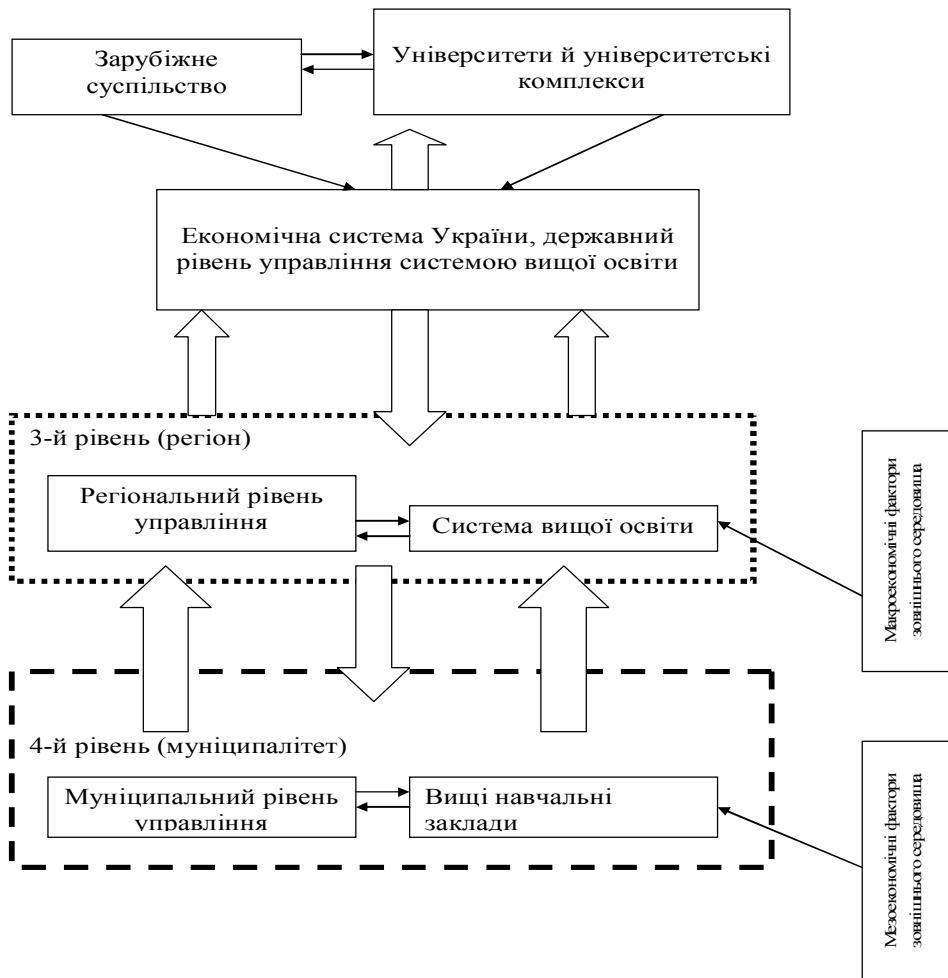 Зарубіжне
суспільство
Університети й університетські
комплекси
Економічна система України, державний
рівень управління системою вищої освіти
3-й рівень (регіон)
Регіональний рівень
управління
Система вищої освіти
Макроекономічні фактори
зовнішнього середовища
4-й рівень (муніципалітет)
Муніципальний рівень
управління
Вищі навчальні
заклади
Мезоекономічні фактори
зовнішнього середовища